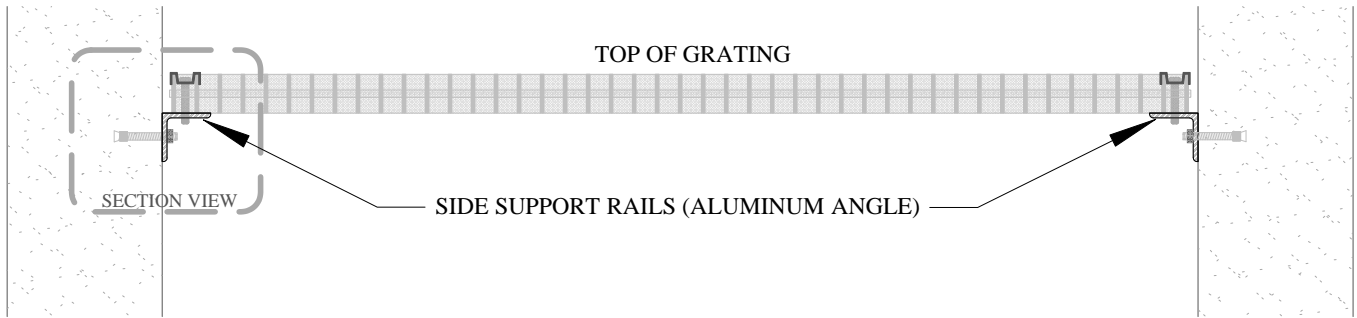 TOP OF GRATING
SECTION VIEW
SIDE SUPPORT RAILS (ALUMINUM ANGLE)